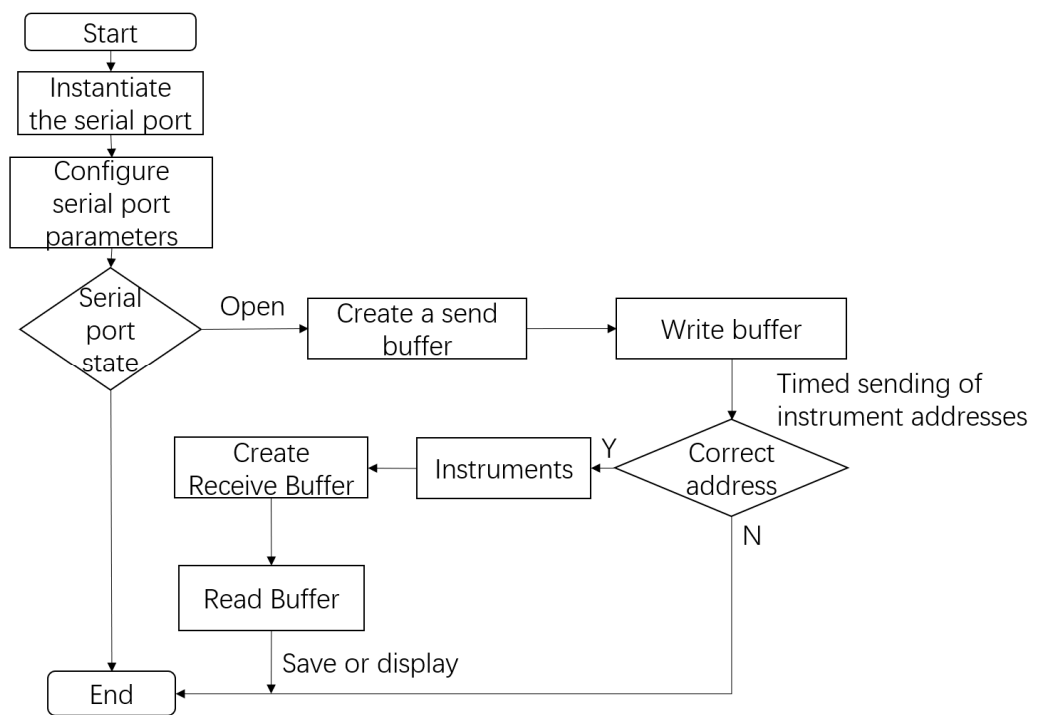 Start
Instantiate
the serial port
Configure
serial port
parameters
Serial
port
state
Open
Create a send
buffer
Write buffer
Timed sending of
instrument addresses
Correct
address
Y
Instruments
Create
Receive Buffer
N
Read Buffer
Save or display
End